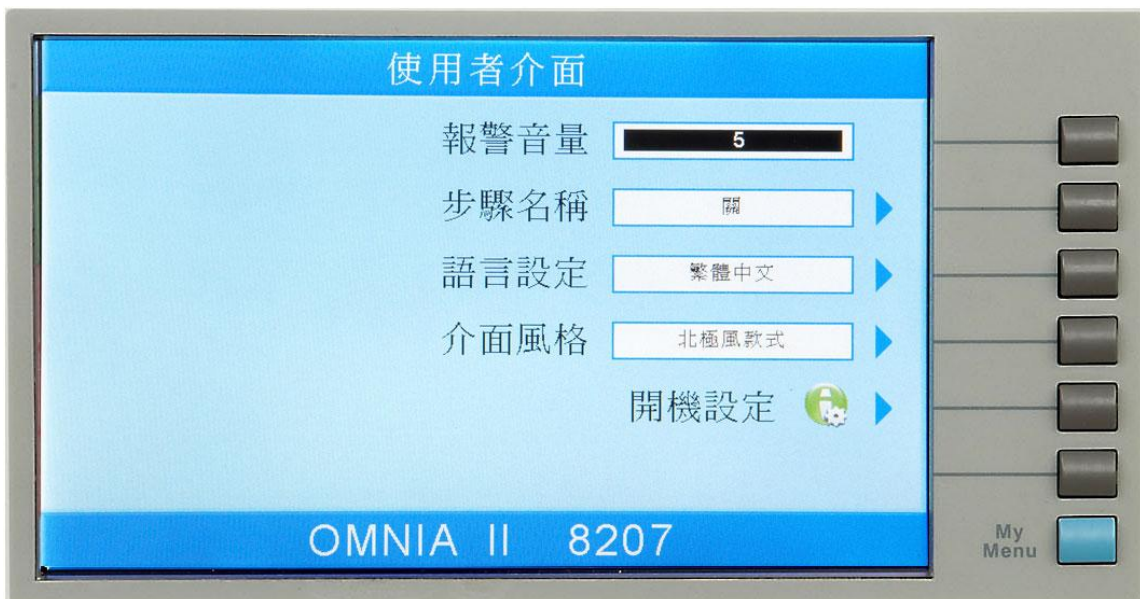 使用者介面
報警音量 5
步驟名稱 關
語言設定 繁體中文
介面風格 北極風款式
開機設定
OMNIA II 8207
My
Menu